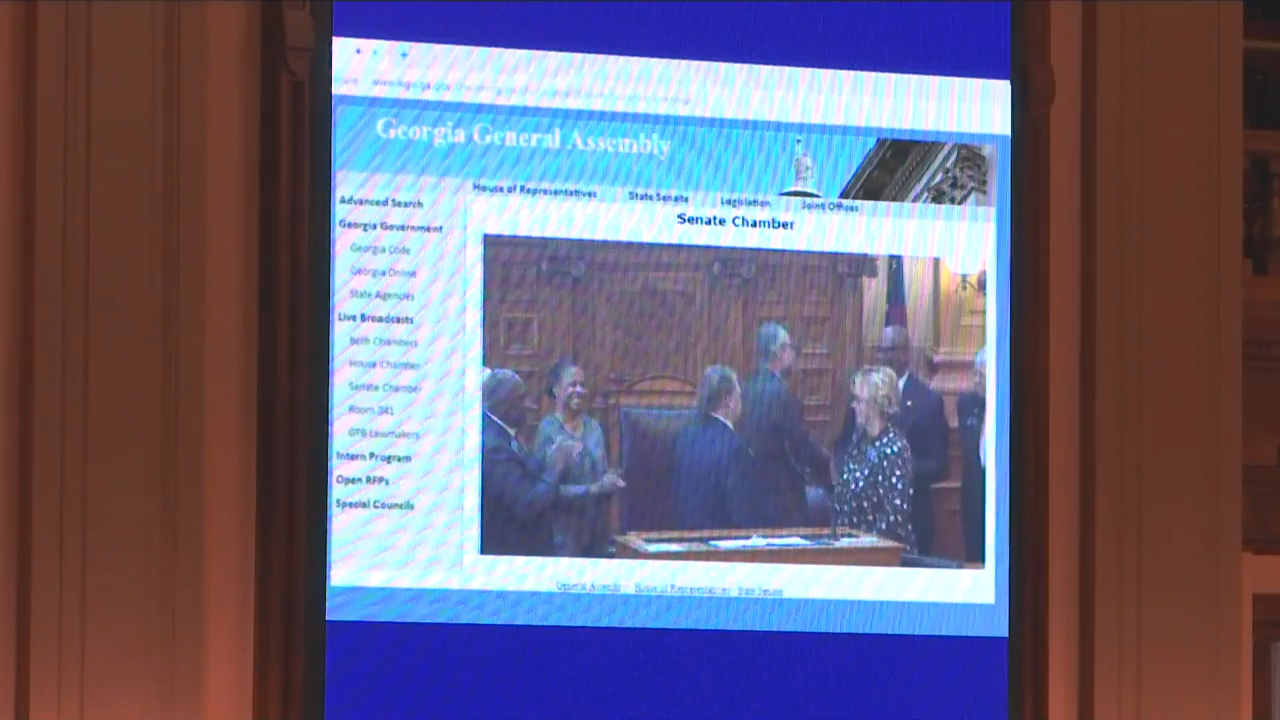 Georgia General Assembly
House of Representatives State Senate Legislation Joint Offices
Senate Chamber
Advanced Search
Georgia Government
Georgia Code
Georgia Online
State Agencies
Live Broadcasts
Both Chambers
House Chamber
Senate Chamber
Room 341
GPB Lawmakers
Intern Program
Open RFPs
Special Councils
General Assembly House of Representatives State Senate